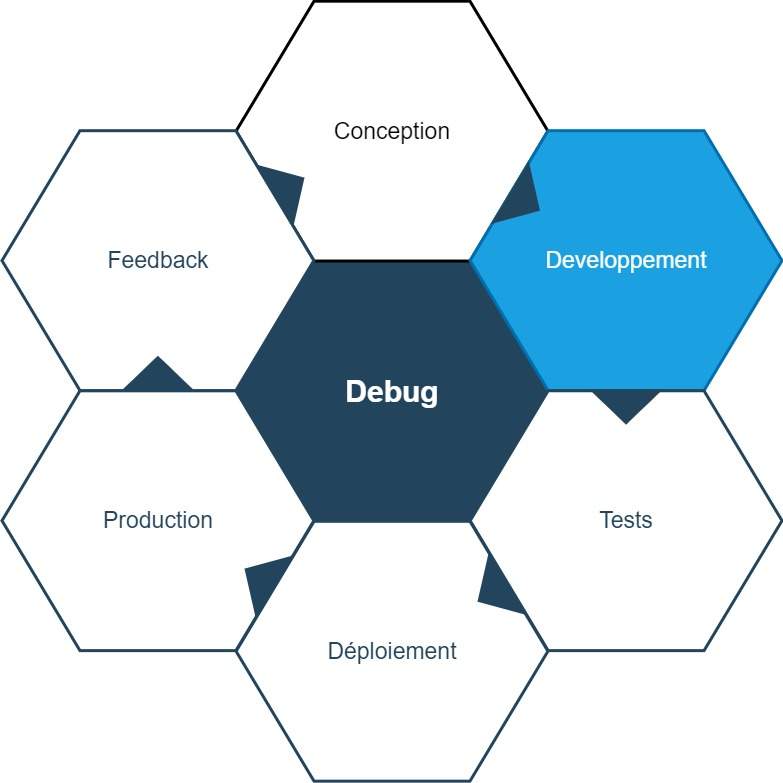 Conception
Feedback
Developpement
Debug
Production
Tests
Déploiement